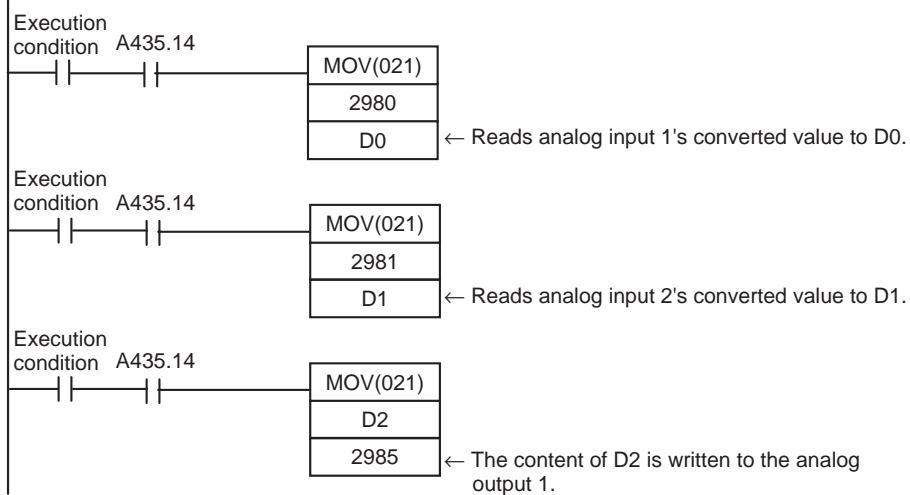 Execution
condition A435.14
MOV(021)
2980
D0 ← Reads analog input 1's converted value to D0.
Execution
condition A435.14
MOV(021)
2981
D1 ← Reads analog input 2's converted value to D1.
Execution
condition A435.14
MOV(021)
D2
2985 ← The content of D2 is written to the analog
output 1.